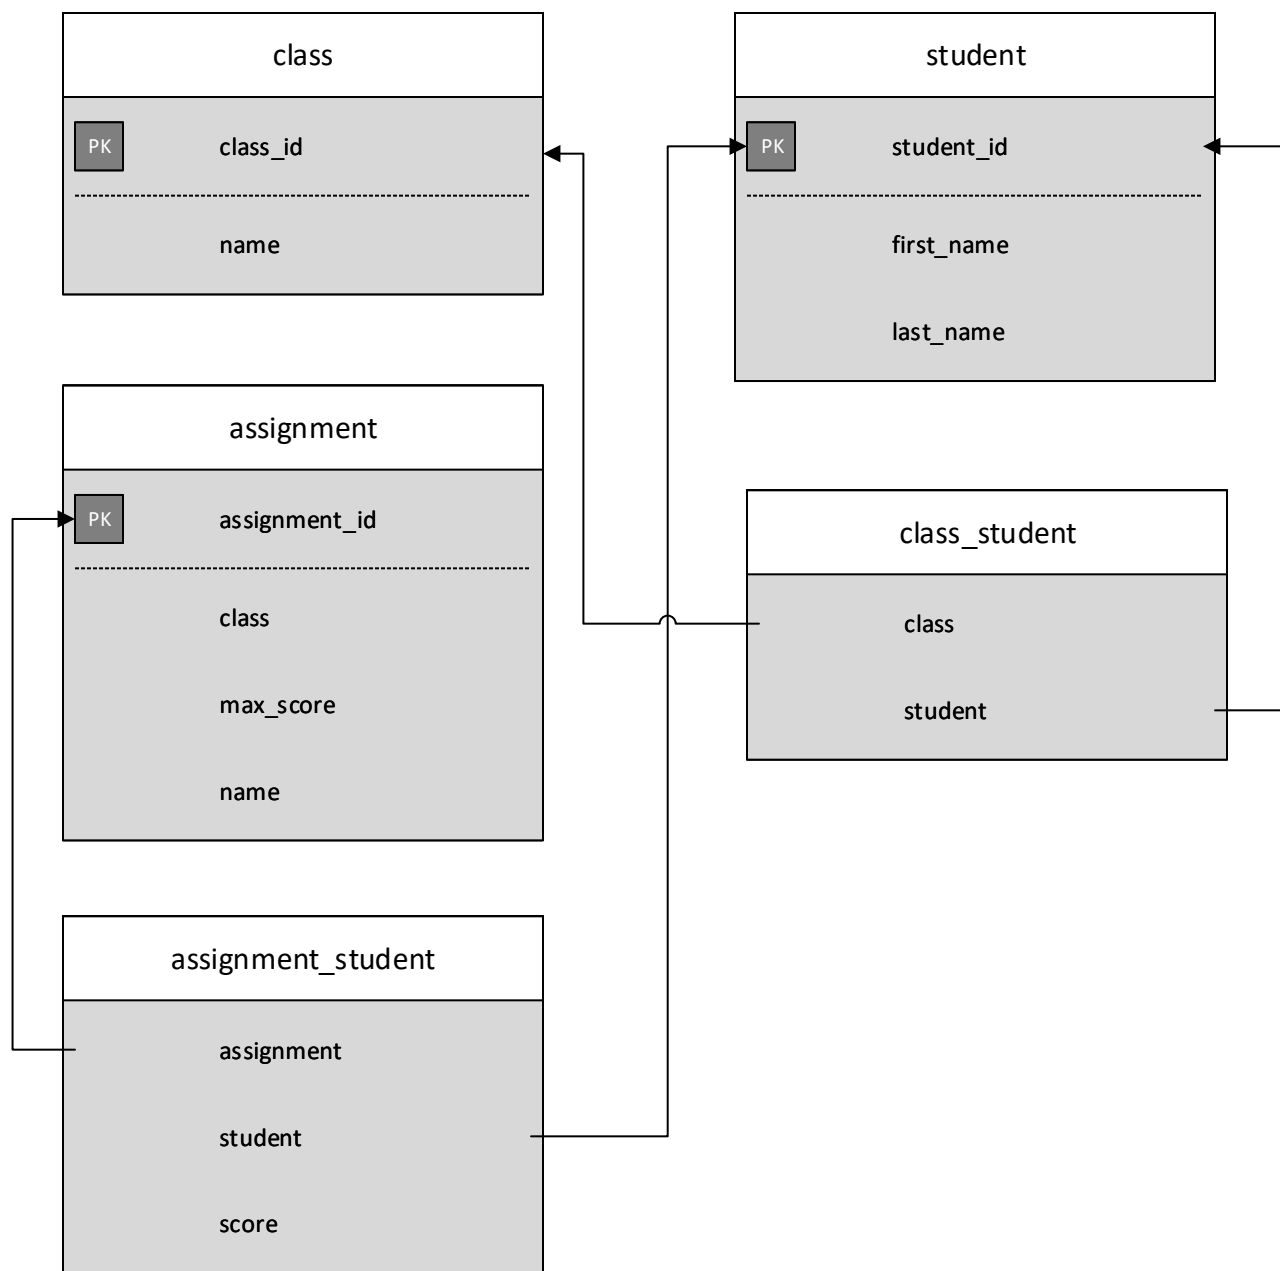 class
PK class_id
name
student
PK student_id
first_name
last_name
assignment
PK assignment_id
class
max_score
name
class_student
class
student
assignment_student
assignment
student
score